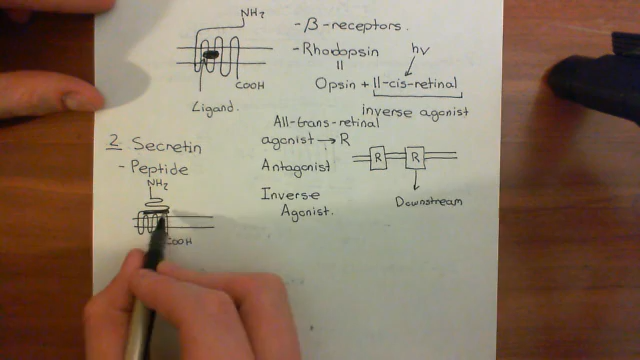 NH₂
COOH
Ligand.
- β-receptors.
- Rhodopsin
hν
Opsin + 11-cis-retinal
inverse agonist
All-trans-retinal
agonist → R
Antagonist
Inverse
Agonist.
R
R
Downstream
2 Secretin
- Peptide
NH₂
COOH